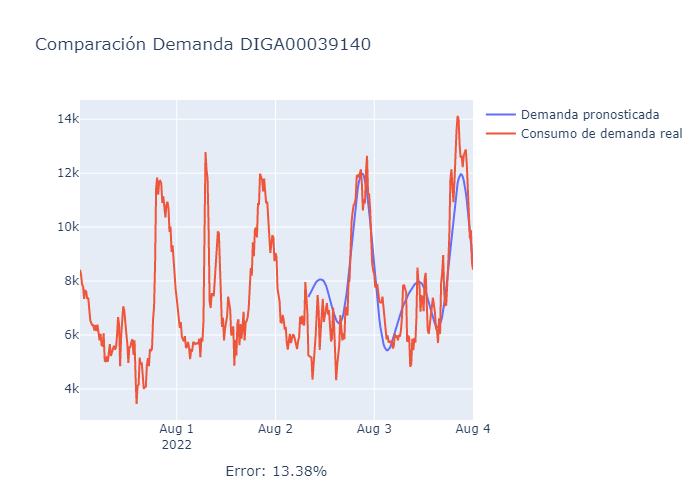 Comparación Demanda DIGA00039140
14k
12k
10k
8k
6k
4k
Aug 1
2022
Aug 2
Aug 3
Aug 4
Error: 13.38%
Demanda pronosticada
Consumo de demanda real